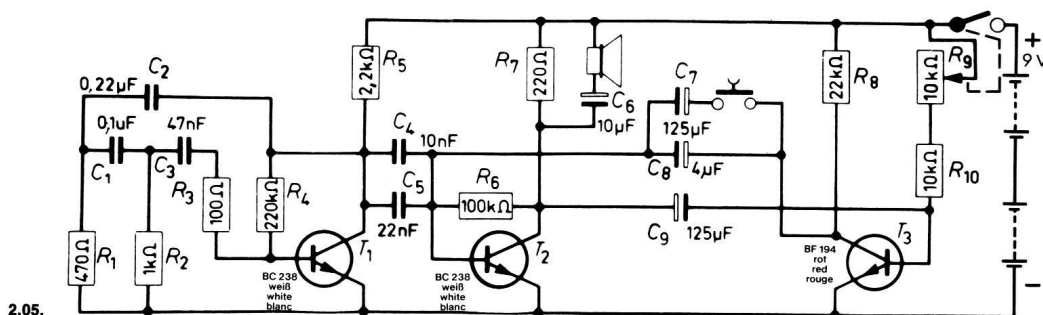 0,22µF
C2
0,1uF
47nF
C1
C3
R3
100Ω
470Ω
R1
1kΩ
R2
220kΩ
R4
2,2kΩ
R5
C4
10nF
C5
22nF
BC 238
weiß
white
blanc
T1
R6
100kΩ
BC 238
weiß
white
blanc
T2
R7
220Ω
C6
10µF
C7
125µF
C8
4µF
C9
125µF
22kΩ
R8
BF 194
rot
red
rouge
T3
R9
10kΩ
10kΩ
R10
+
9 V
−
2.05.